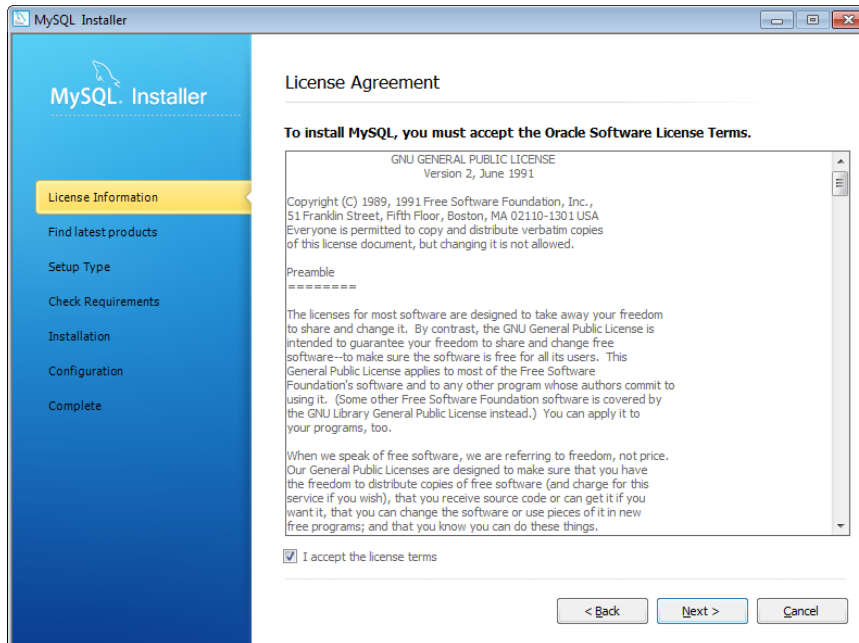 MySQL Installer
MySQL. Installer
License Information
Find latest products
Setup Type
Check Requirements
Installation
Configuration
Complete
License Agreement
To install MySQL, you must accept the Oracle Software License Terms.
GNU GENERAL PUBLIC LICENSE
Version 2, June 1991
Copyright (C) 1989, 1991 Free Software Foundation, Inc.,
51 Franklin Street, Fifth Floor, Boston, MA 02110-1301 USA
Everyone is permitted to copy and distribute verbatim copies
of this license document, but changing it is not allowed.
Preamble
========
The licenses for most software are designed to take away your freedom
to share and change it.  By contrast, the GNU General Public License is
intended to guarantee your freedom to share and change free
software--to make sure the software is free for all its users.  This
General Public License applies to most of the Free Software
Foundation's software and to any other program whose authors commit to
using it.  (Some other Free Software Foundation software is covered by
the GNU Library General Public License instead.)  You can apply it to
your programs, too.
When we speak of free software, we are referring to freedom, not price.
Our General Public Licenses are designed to make sure that you have
the freedom to distribute copies of free software (and charge for this
service if you wish), that you receive source code or can get it if you
want it, that you can change the software or use pieces of it in new
free programs; and that you know you can do these things.
I accept the license terms
< Back
Next >
Cancel